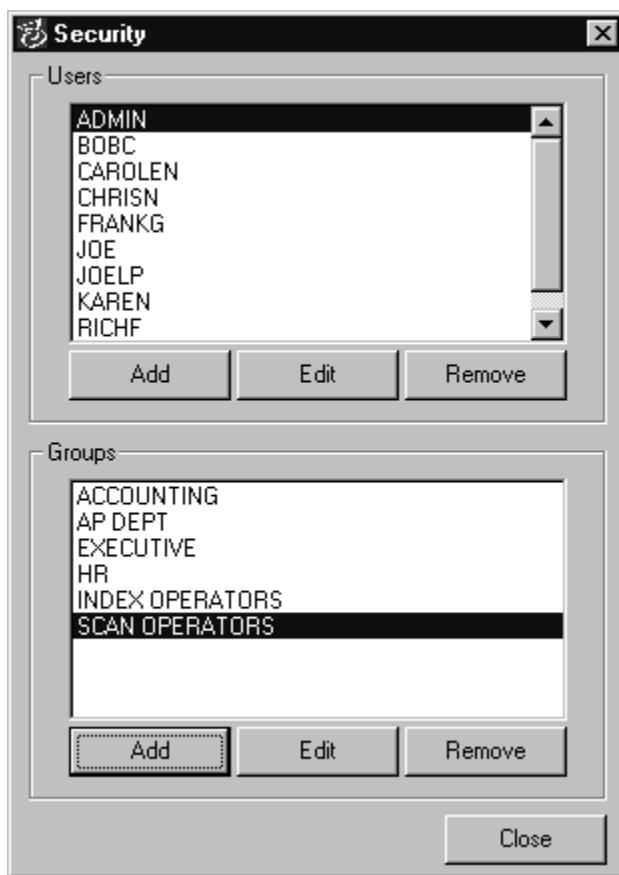 Security
Users
ADMIN
BOBC
CAROLEN
CHRISN
FRANKG
JOE
JOELP
KAREN
RICHF
Add Edit Remove
Groups
ACCOUNTING
AP DEPT
EXECUTIVE
HR
INDEX OPERATORS
SCAN OPERATORS
Add Edit Remove
Close